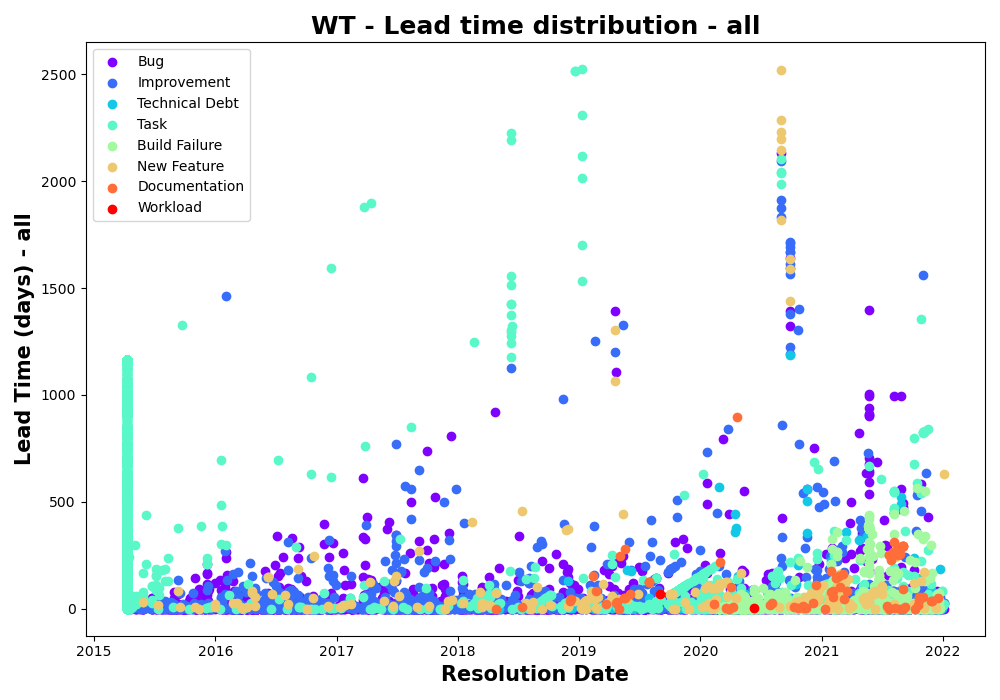 WT - Lead time distribution - all
Bug
Improvement
Technical Debt
Task
Build Failure
New Feature
Documentation
Workload
2500
2000
1500
1000
500
0
Lead Time (days) - all
2015 2016 2017 2018 2019 2020 2021 2022
Resolution Date